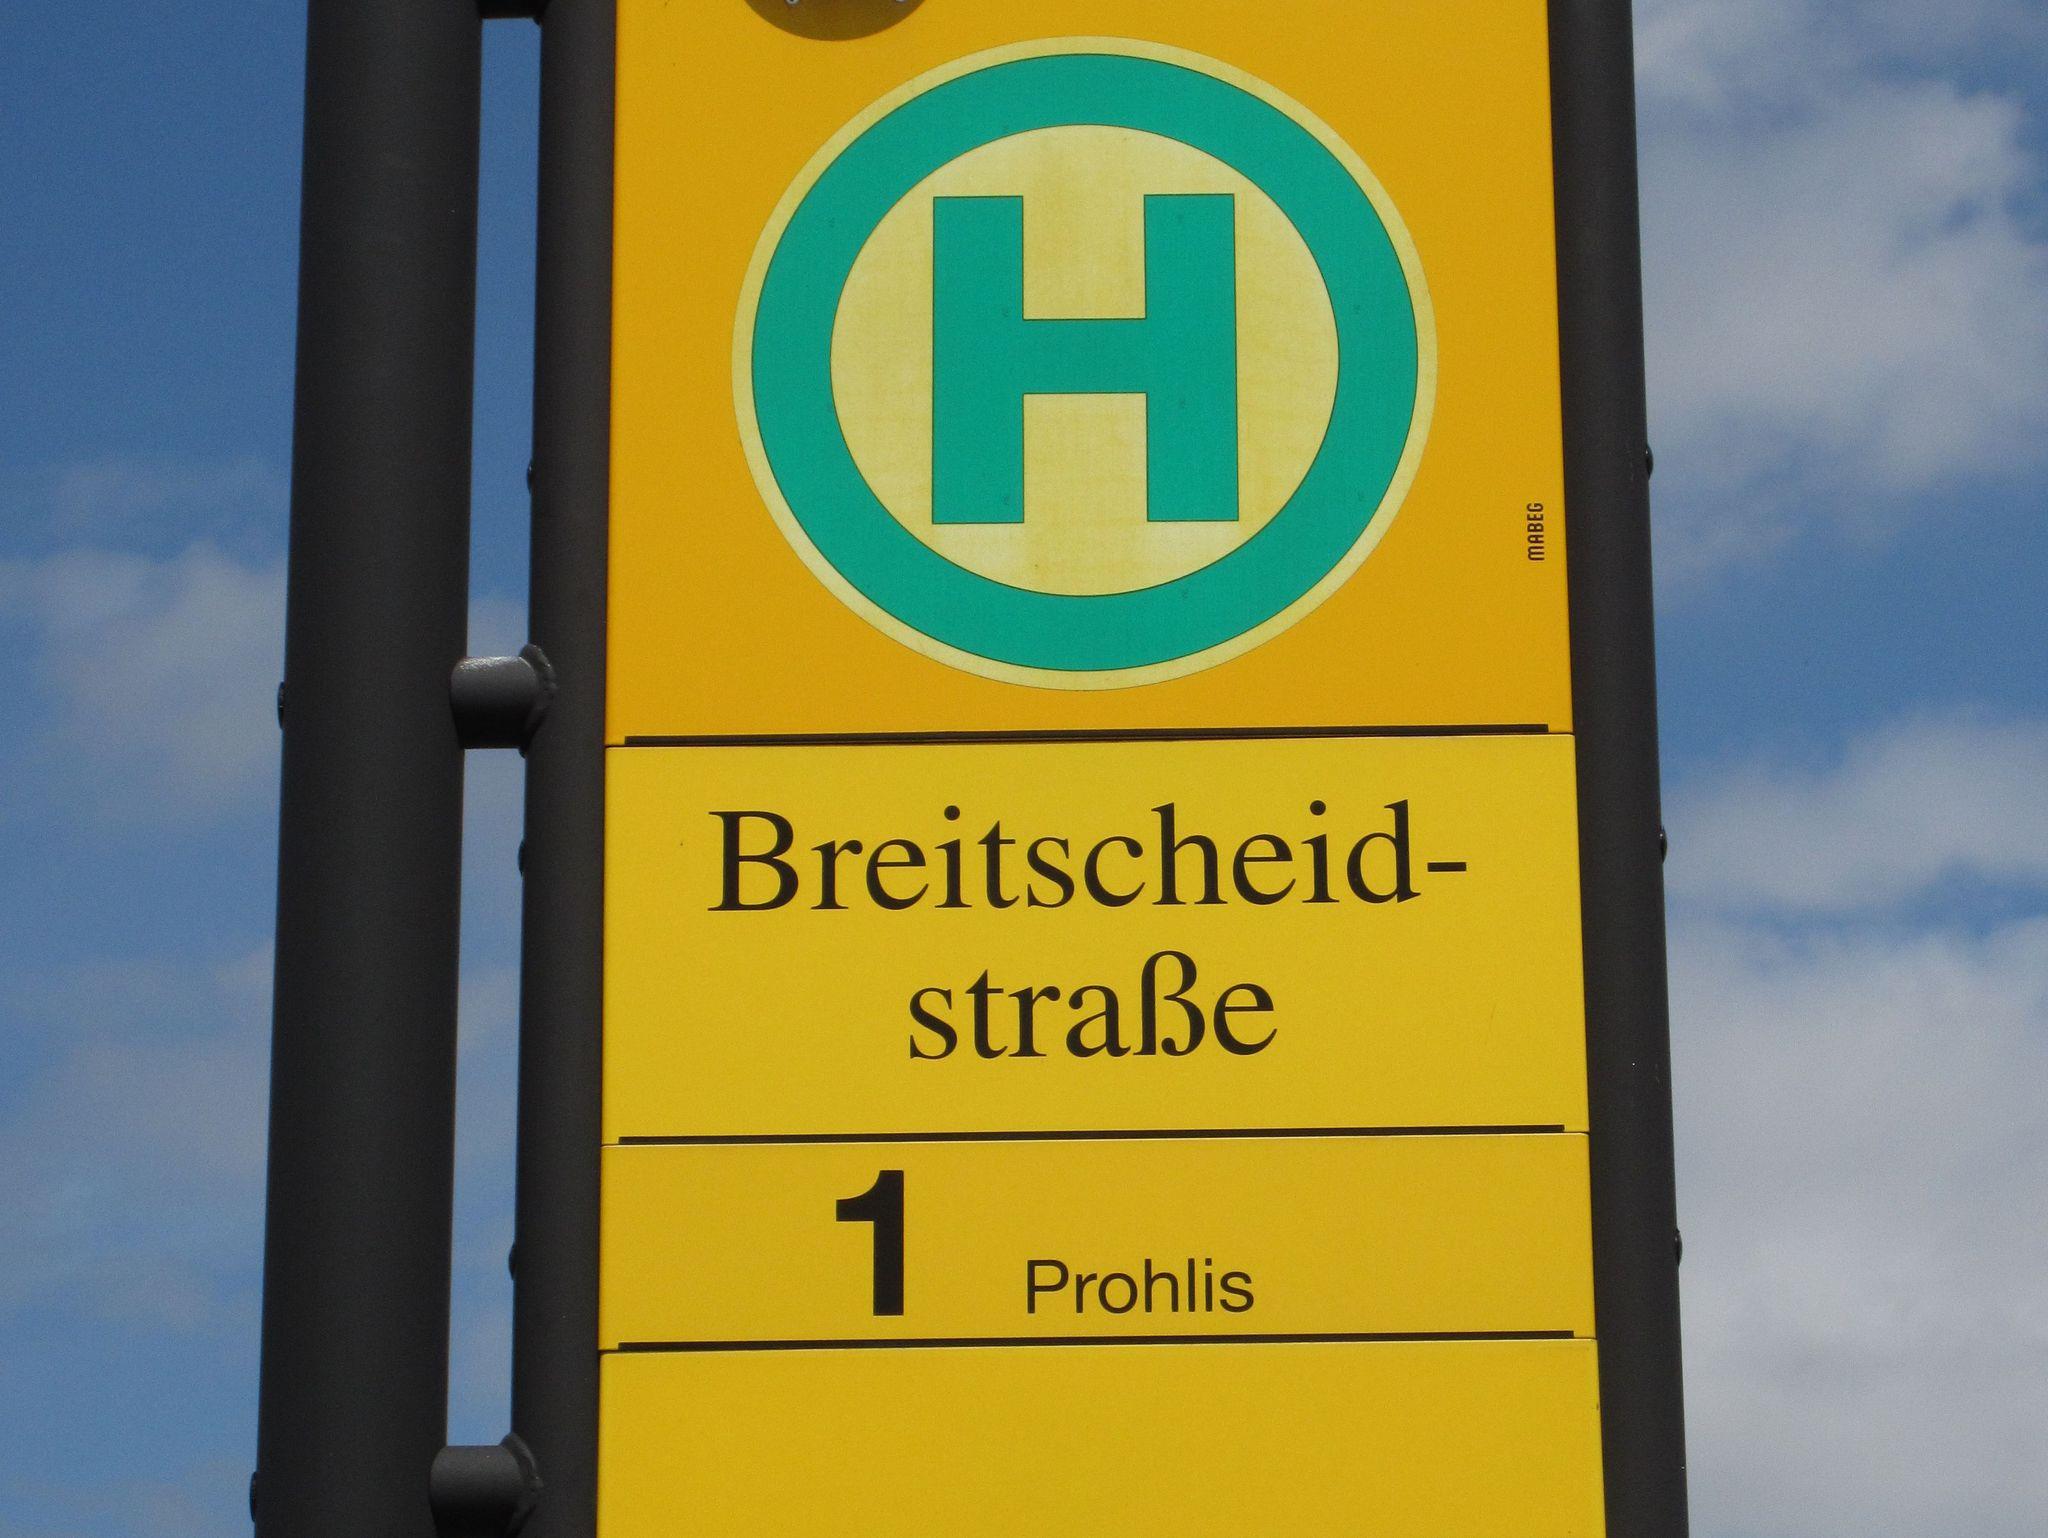 H
MABEG
Breitscheid-
straße
1 Prohlis